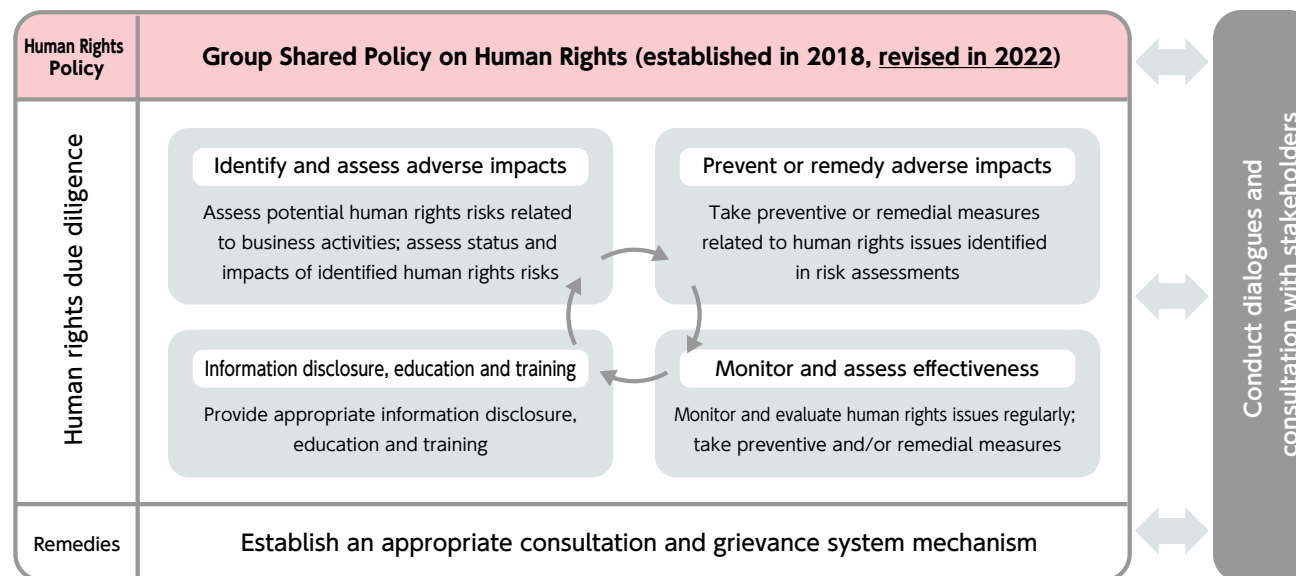 Human Rights
Policy
Group Shared Policy on Human Rights (established in 2018, revised in 2022)
Human rights due diligence
Identify and assess adverse impacts
Assess potential human rights risks related
to business activities; assess status and
impacts of identified human rights risks
Prevent or remedy adverse impacts
Take preventive or remedial measures
related to human rights issues identified
in risk assessments
Information disclosure, education and training
Provide appropriate information disclosure,
education and training
Monitor and assess effectiveness
Monitor and evaluate human rights issues regularly;
take preventive and/or remedial measures
Remedies
Establish an appropriate consultation and grievance system mechanism
Conduct dialogues and
consultation with stakeholders